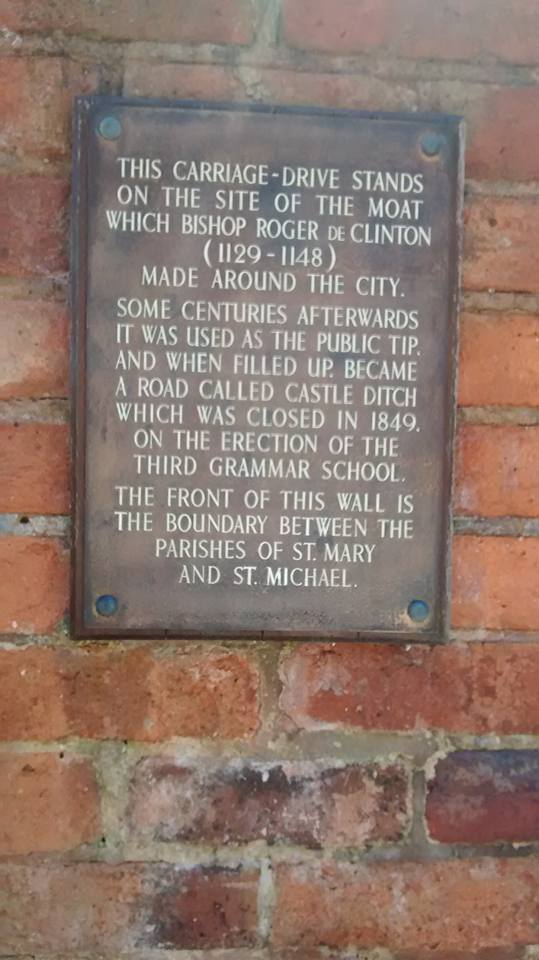 THIS CARRIAGE-DRIVE STANDS
ON THE SITE OF THE MOAT
WHICH BISHOP ROGER DE CLINTON
(1129-1148)
MADE AROUND THE CITY.
SOME CENTURIES AFTERWARDS
IT WAS USED AS THE PUBLIC TIP,
AND WHEN FILLED UP, BECAME
A ROAD CALLED CASTLE DITCH
WHICH WAS CLOSED IN 1849,
ON THE ERECTION OF THE
THIRD GRAMMAR SCHOOL.
THE FRONT OF THIS WALL IS
THE BOUNDARY BETWEEN THE
PARISHES OF ST. MARY
AND ST. MICHAEL.